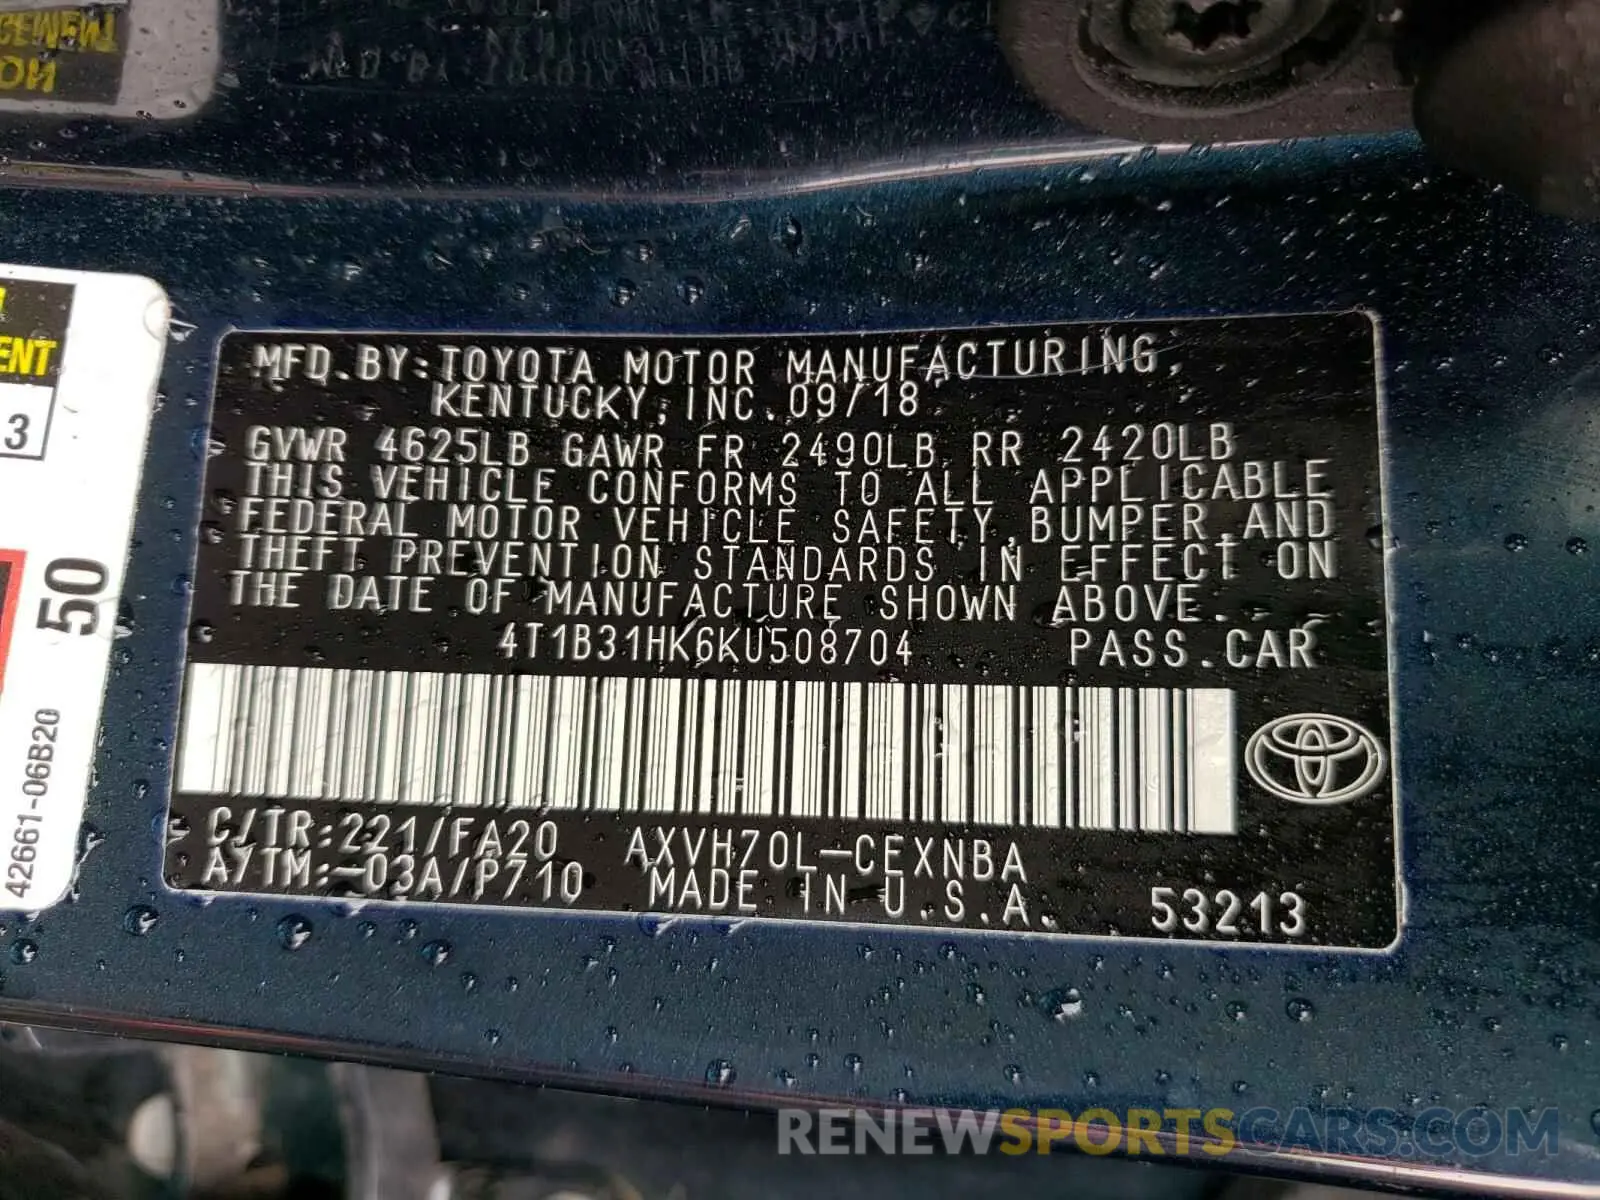 MFD.BY:TOYOTA MOTOR MANUFACTURING,
KENTUCKY,INC.09/18
GVWR 4625LB GAWR FR 2490LB RR 2420LB
THIS VEHICLE CONFORMS TO ALL APPLICABLE
FEDERAL MOTOR VEHICLE SAFETY,BUMPER,AND
THEFT PREVENTION STANDARDS IN EFFECT ON
THE DATE OF MANUFACTURE SHOWN ABOVE.
4T1B31HK6KU508704 PASS.CAR
C/TR:221/FA20 AXVH70L-CEXNBA
A/TM:-03A/P710 MADE IN U.S.A. 53213
ENT
3
50
42661-06B20
RENEWSPORTSCARS.COM